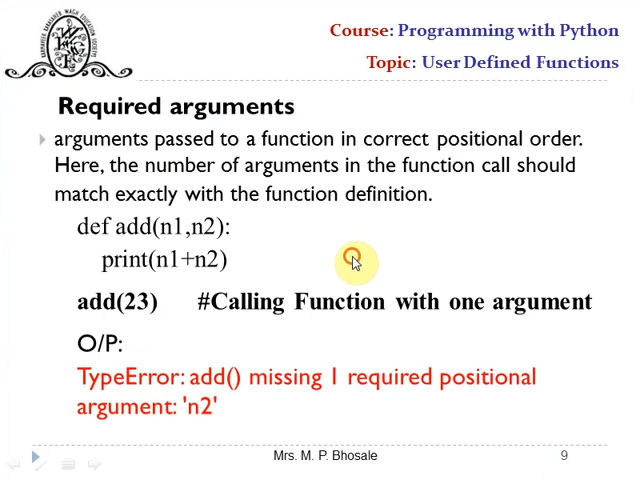 Course: Programming with Python
Topic: User Defined Functions
Required arguments
arguments passed to a function in correct positional order.
Here, the number of arguments in the function call should
match exactly with the function definition.
def add(n1,n2):
print(n1+n2)
add(23) #Calling Function with one argument
O/P:
TypeError: add() missing 1 required positional
argument: 'n2'
Mrs. M. P. Bhosale 9